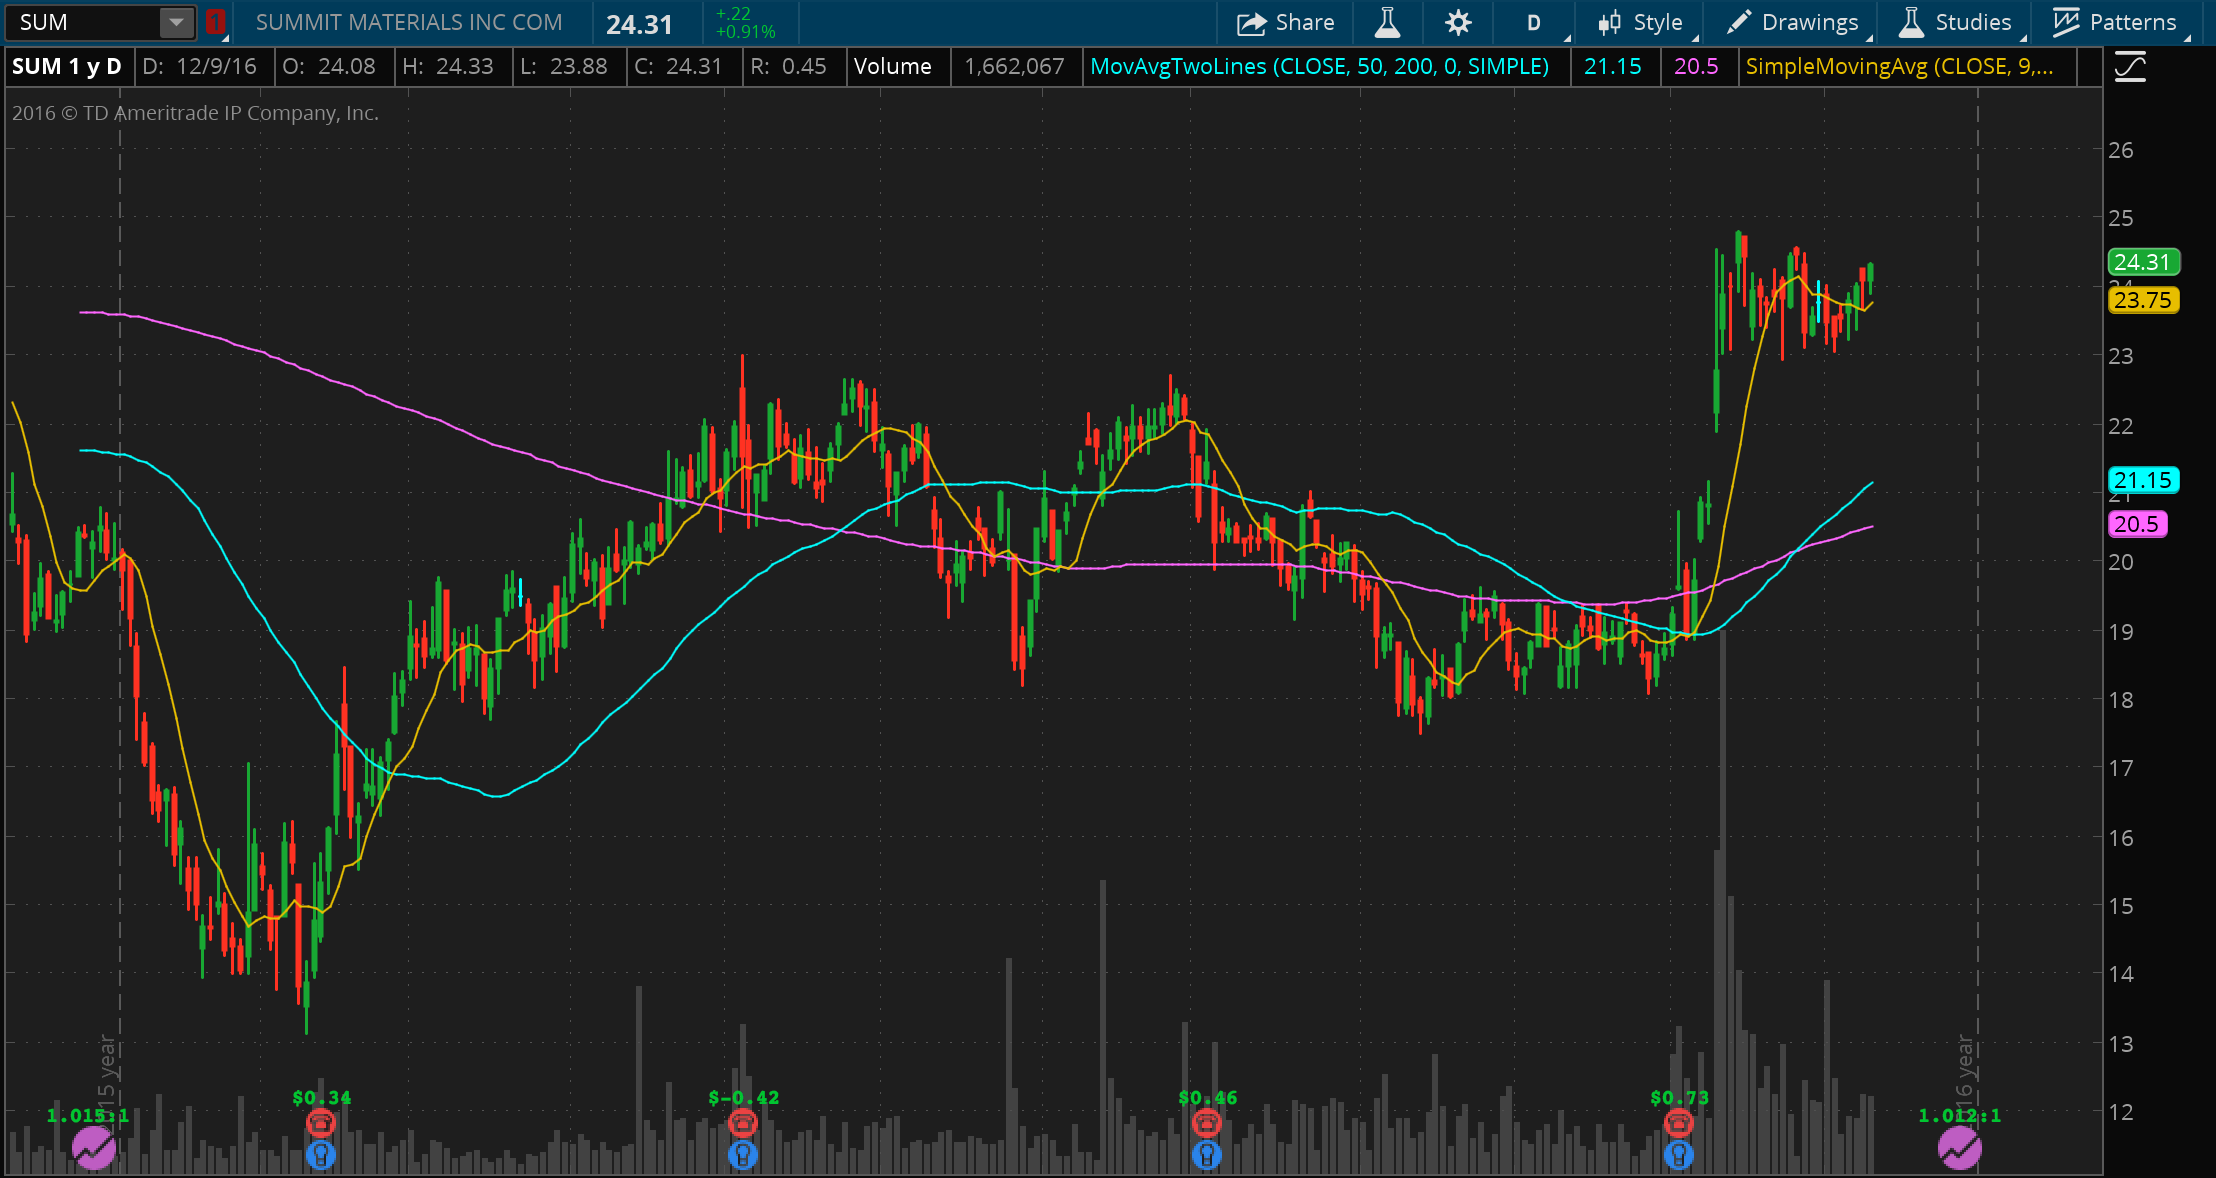 SUM
1
SUMMIT MATERIALS INC COM
24.31
+.22
+0.91%
Share
D
Style
Drawings
Studies
Patterns
SUM 1 y D
D: 12/9/16
O: 24.08
H: 24.33
L: 23.88
C: 24.31
R: 0.45
Volume
1,662,067
MovAvgTwoLines (CLOSE, 50, 200, 0, SIMPLE)
21.15
20.5
SimpleMovingAvg (CLOSE, 9,...
2016 © TD Ameritrade IP Company, Inc.
26
25
24.31
24
23.75
23
22
21.15
21
20.5
20
19
18
17
16
15
14
13
12
15 year
1.015:1
$0.34
$-0.42
$0.46
$0.73
16 year
1.012:1